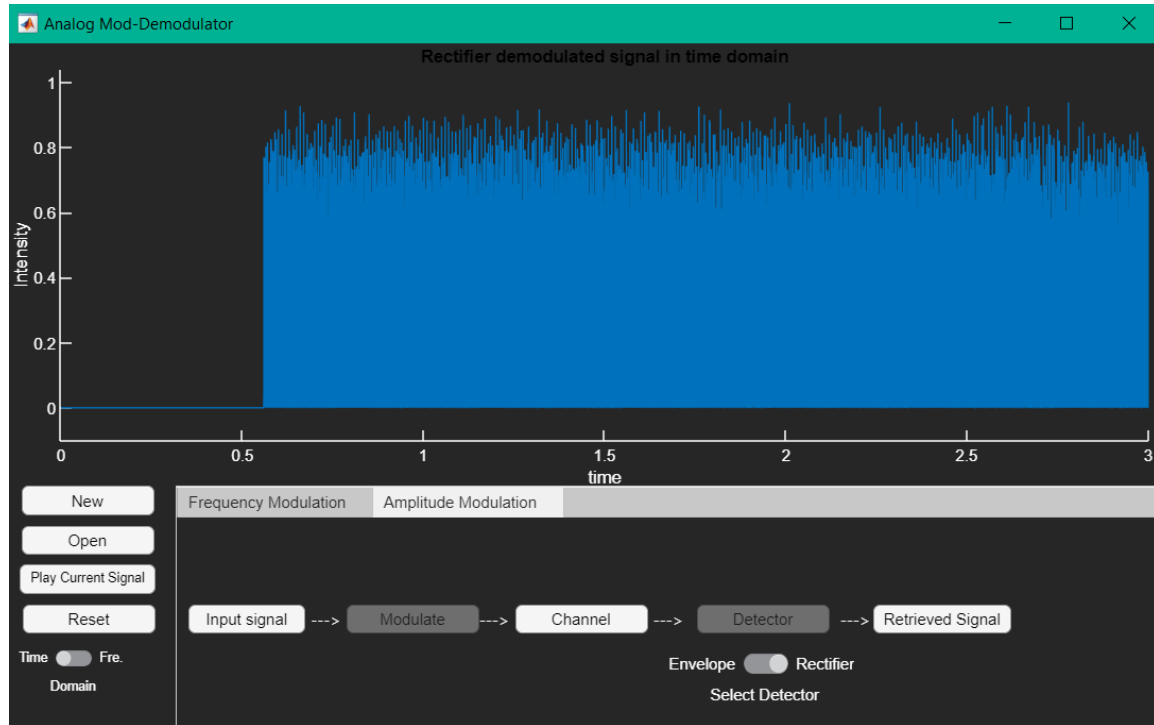 Analog Mod-Demodulator
Rectifier demodulated signal in time domain
1
0.8
0.6
0.4
0.2
0
Intensity
0 0.5 1 1.5 2 2.5 3
time
New
Open
Play Current Signal
Reset
Time Fre.
Domain
Frequency Modulation Amplitude Modulation
Input signal ---> Modulate ---> Channel ---> Detector ---> Retrieved Signal
Envelope Rectifier
Select Detector